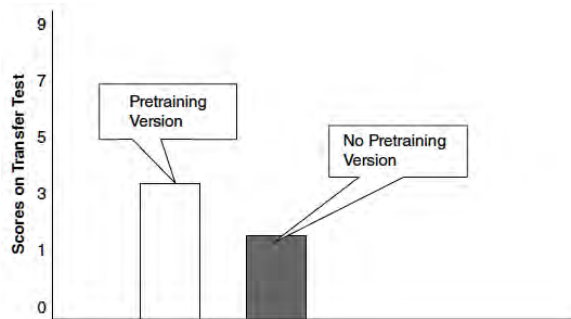 9
7
5
3
1
0
Scores on Transfer Test
Pretraining
Version
No Pretraining
Version